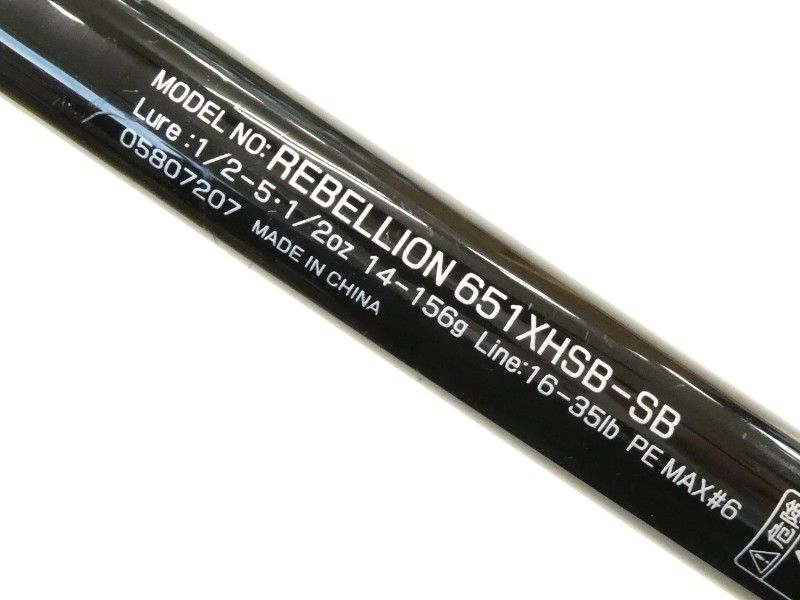 MODEL NO: REBELLION 651XHSB-SB
Lure :1/2-5·1/2oz 14-156g Line:16-35lb PE MAX#6
05807207 MADE IN CHINA
⚠危険